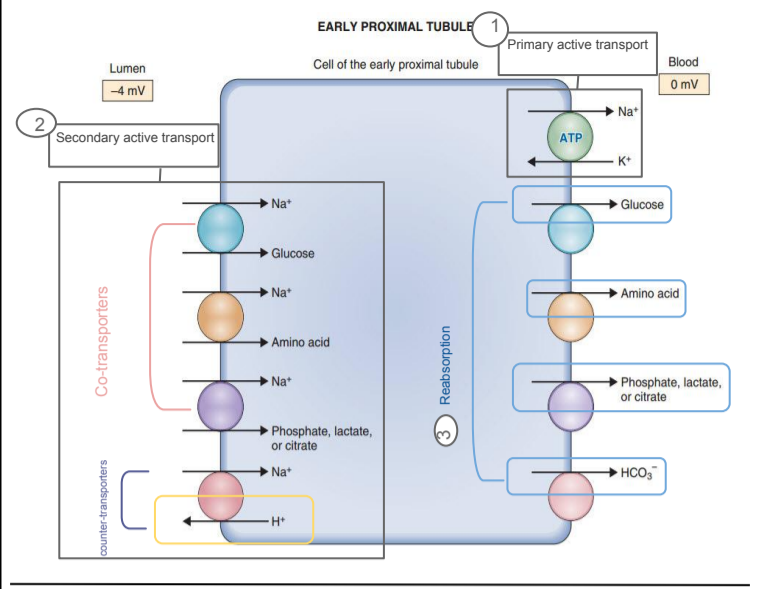 EARLY PROXIMAL TUBULE
1
Primary active transport
Cell of the early proximal tubule
Lumen
–4 mV
Blood
0 mV
2
Secondary active transport
Na⁺
ATP
K⁺
Na⁺
Glucose
Glucose
Na⁺
Amino acid
Amino acid
Na⁺
Phosphate, lactate,
or citrate
Phosphate, lactate,
or citrate
Na⁺
H⁺
HCO₃⁻
Co-transporters
counter-transporters
3
Reabsorption